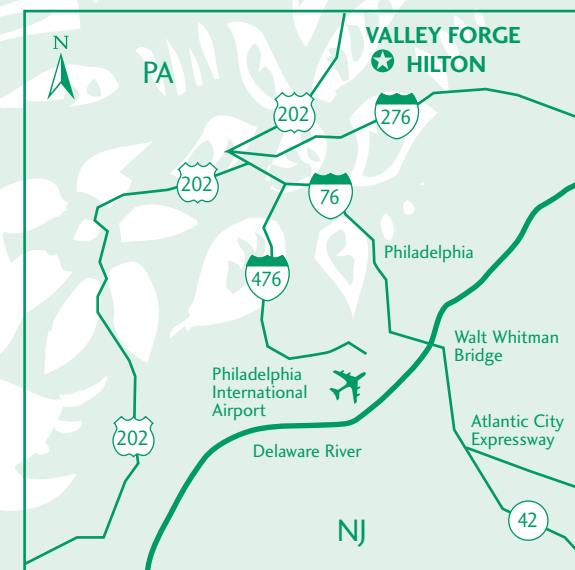 N
PA
VALLEY FORGE
HILTON
202
276
202
76
Philadelphia
476
Walt Whitman
Bridge
Philadelphia
International
Airport
Atlantic City
Expressway
202
Delaware River
42
NJ